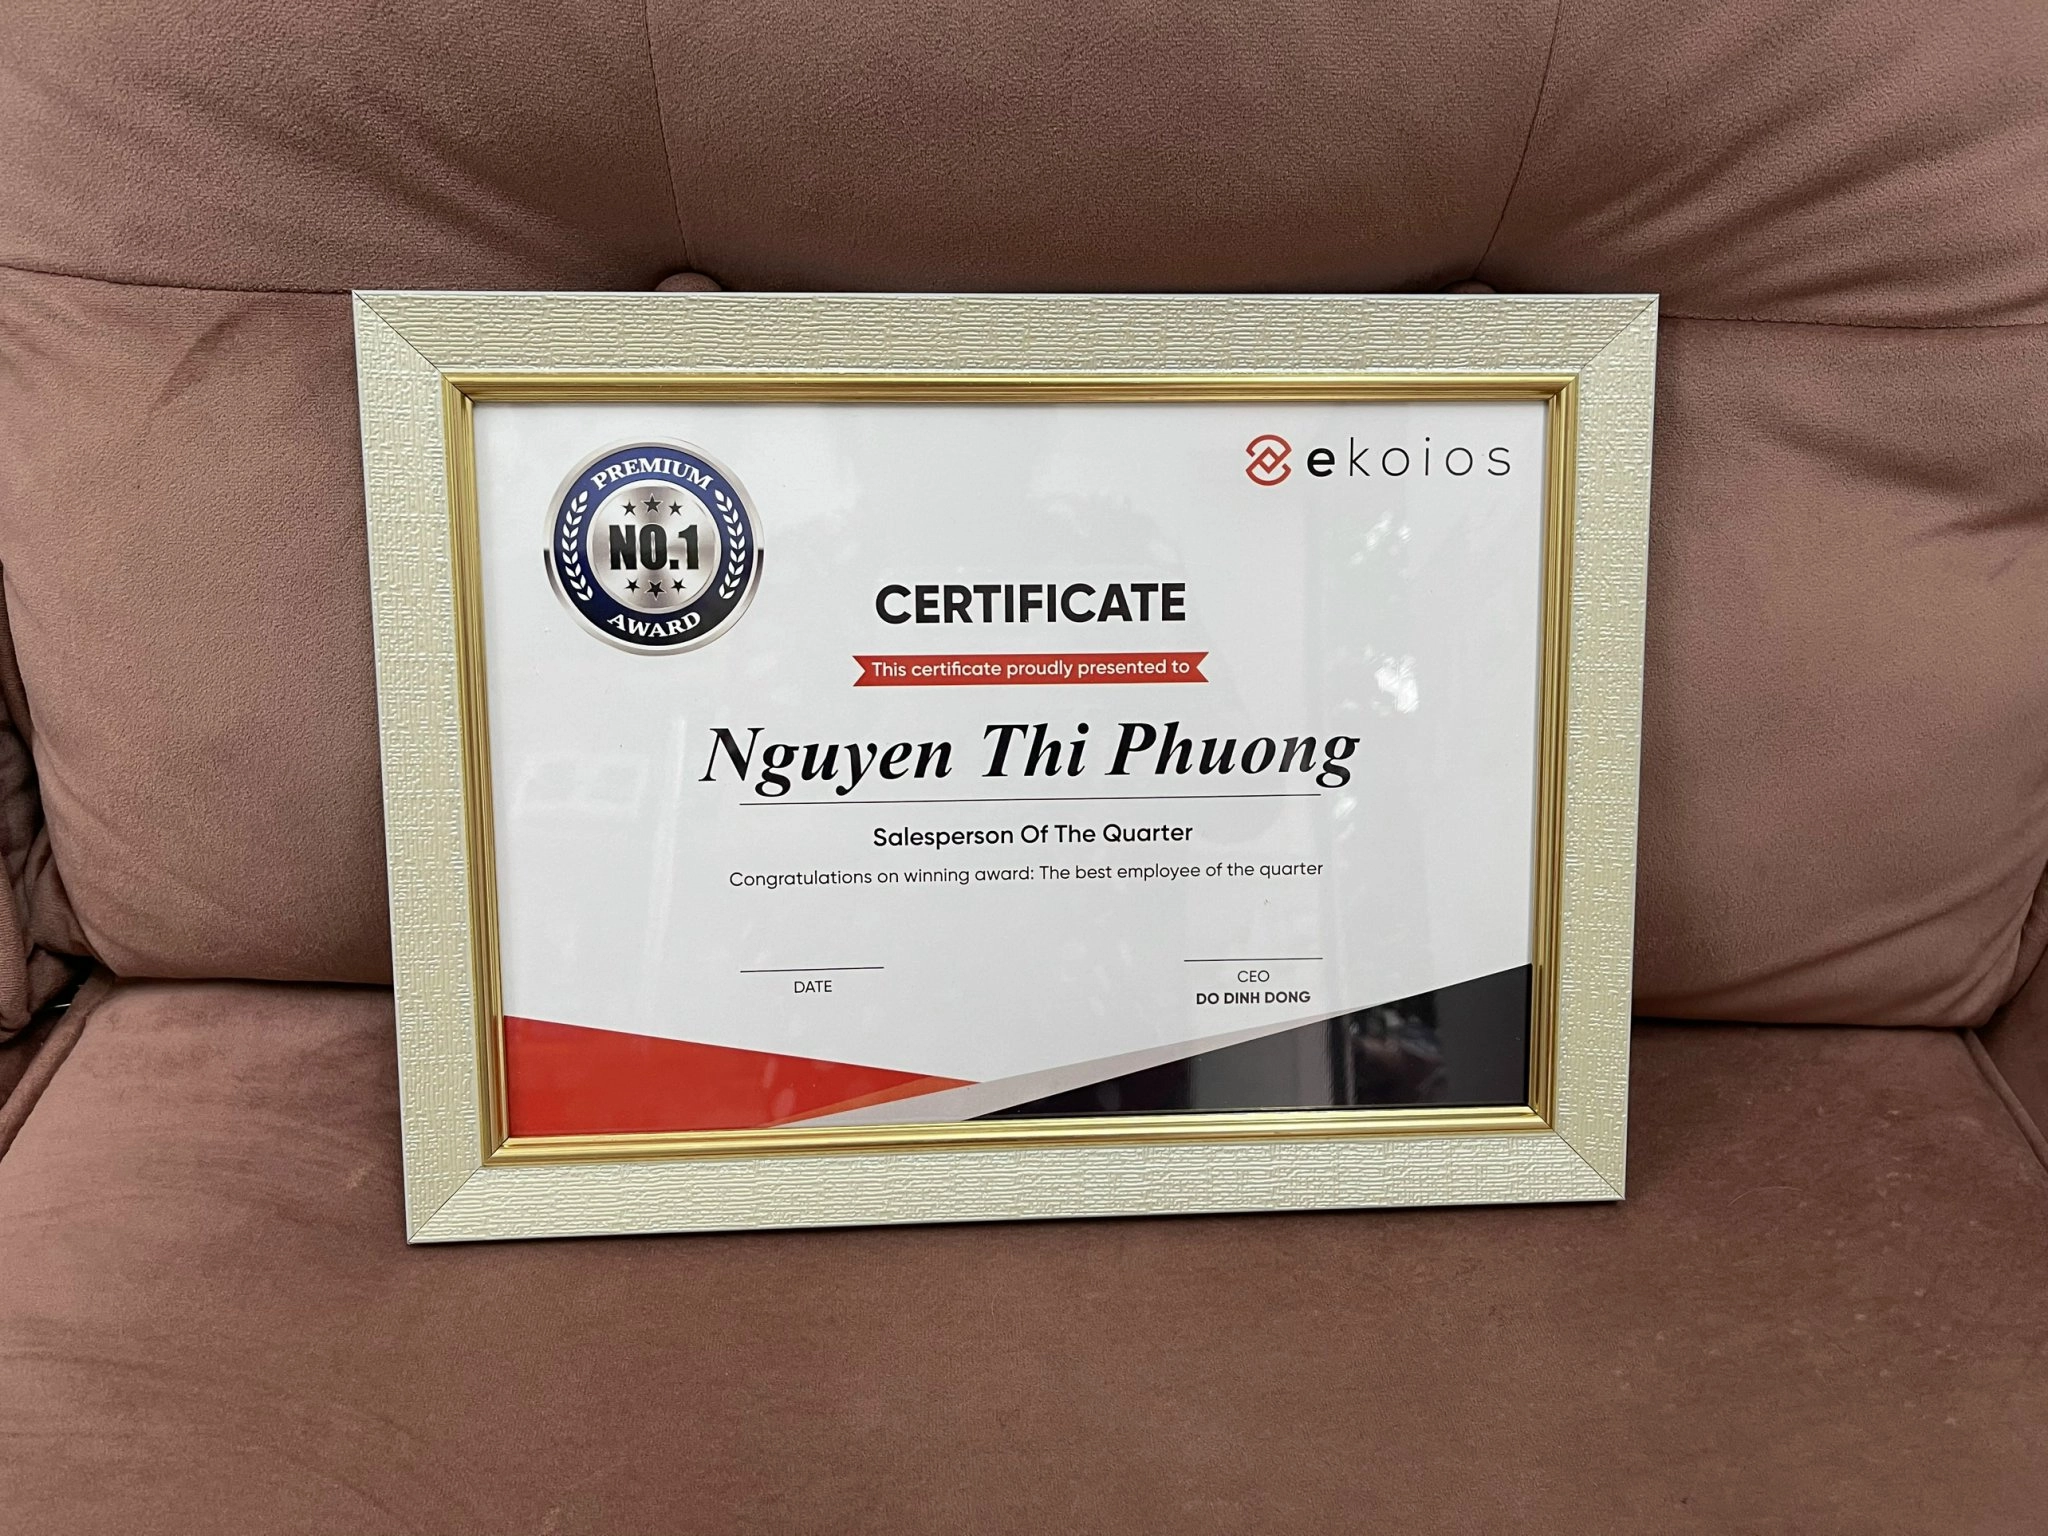 PREMIUM
NO.1
AWARD
ekoios
CERTIFICATE
This certificate proudly presented to
Nguyen Thi Phuong
Salesperson Of The Quarter
Congratulations on winning award: The best employee of the quarter
DATE
CEO
DO DINH DONG